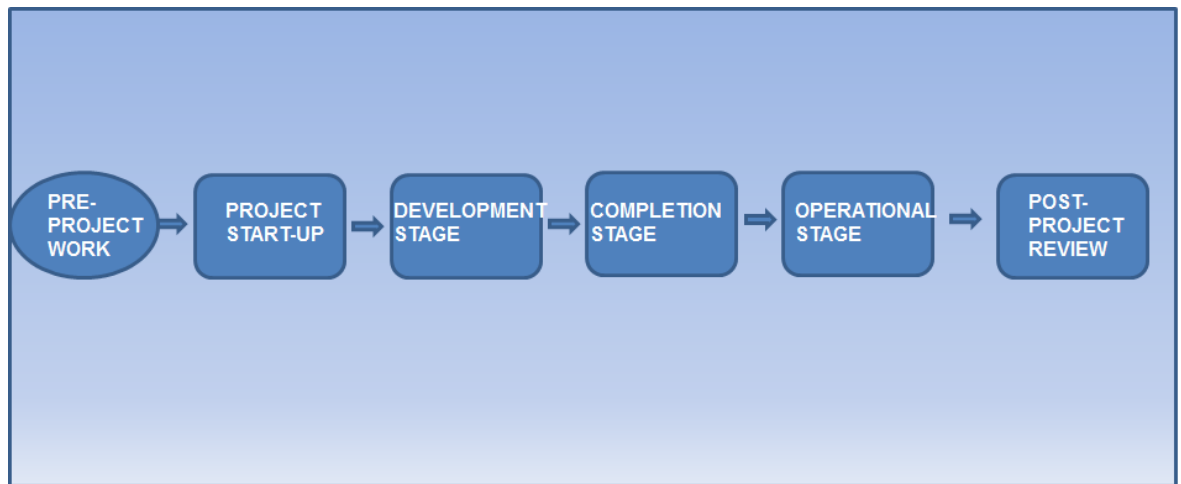 PRE-
PROJECT
WORK
PROJECT
START-UP
DEVELOPMENT
STAGE
COMPLETION
STAGE
OPERATIONAL
STAGE
POST-
PROJECT
REVIEW